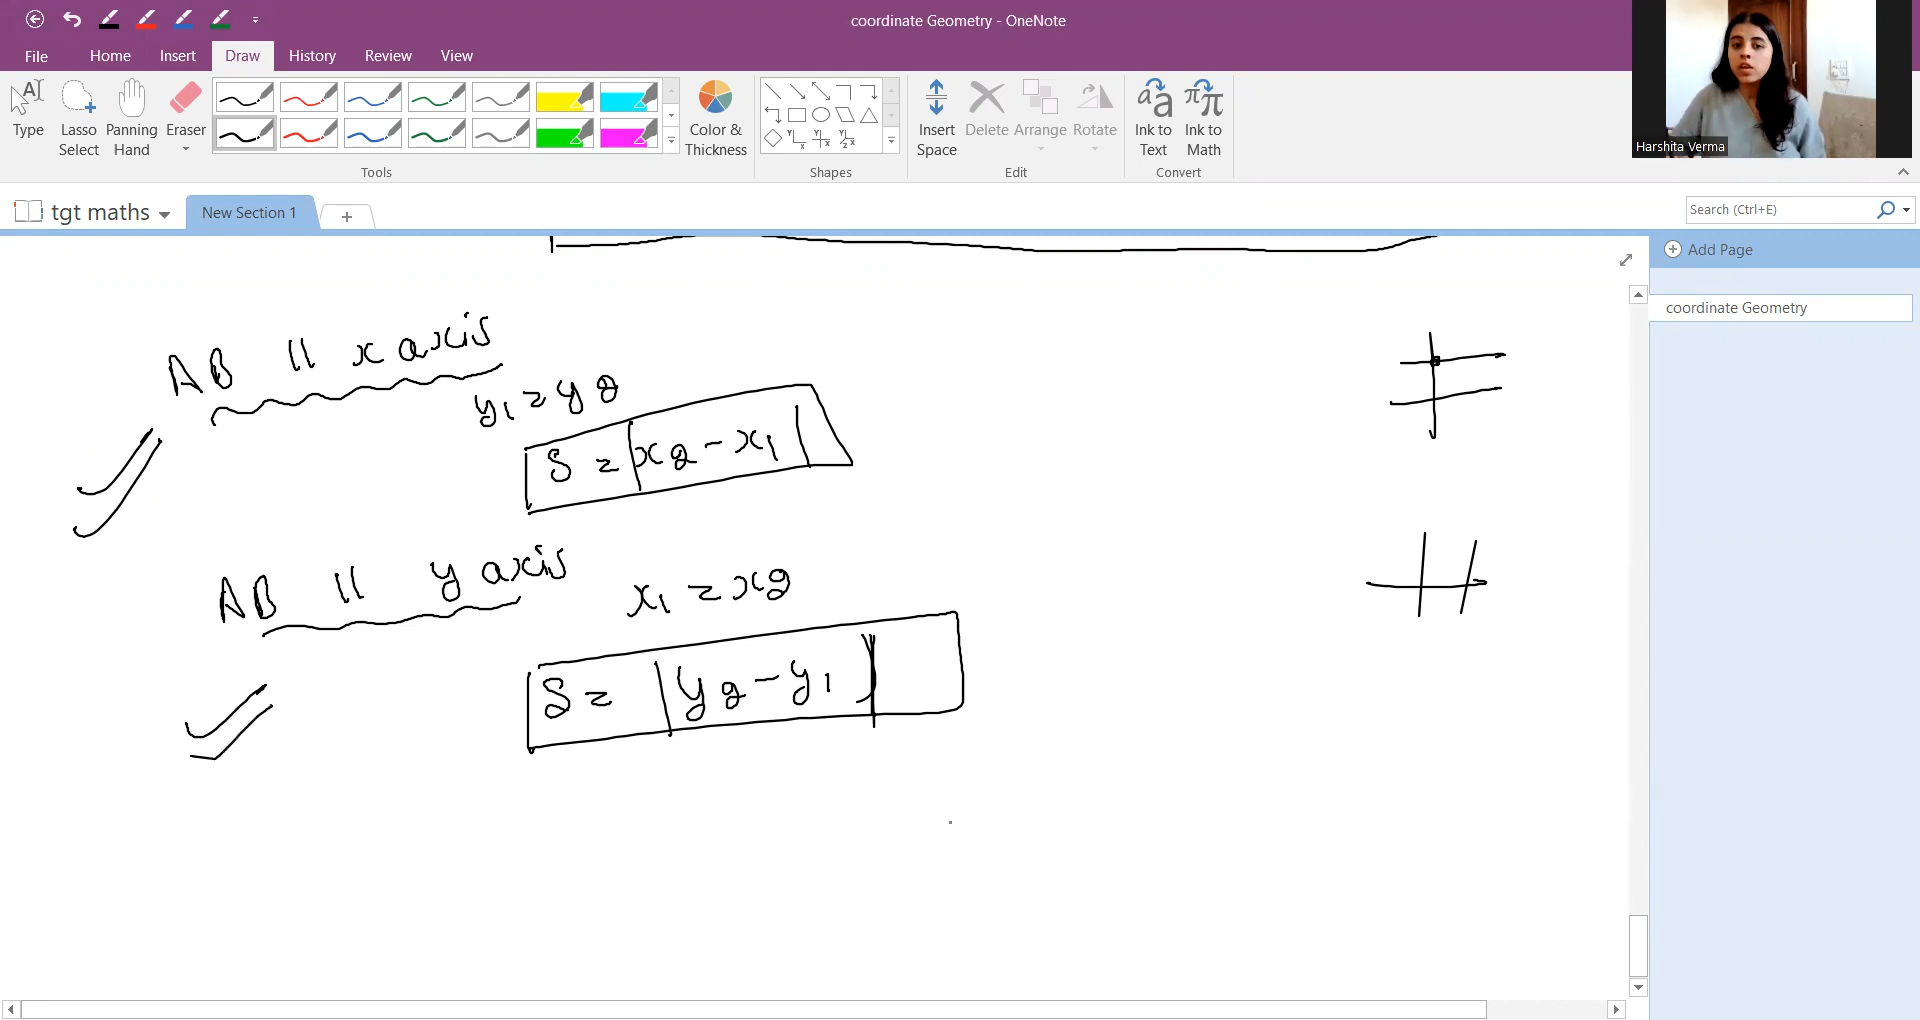 coordinate Geometry - OneNote
File Home Insert Draw History Review View
Type
Lasso Select
Panning Hand
Eraser
Color & Thickness
Insert Space
Delete
Arrange
Rotate
Ink to Text
Ink to Math
Tools
Shapes
Edit
Convert
Harshita Verma
tgt maths
New Section 1
Search (Ctrl+E)
Add Page
coordinate Geometry
AB || x axis
y₁ = y₂
S = |x₂ - x₁|
AB || y axis
x₁ = x₂
S = |y₂ - y₁|